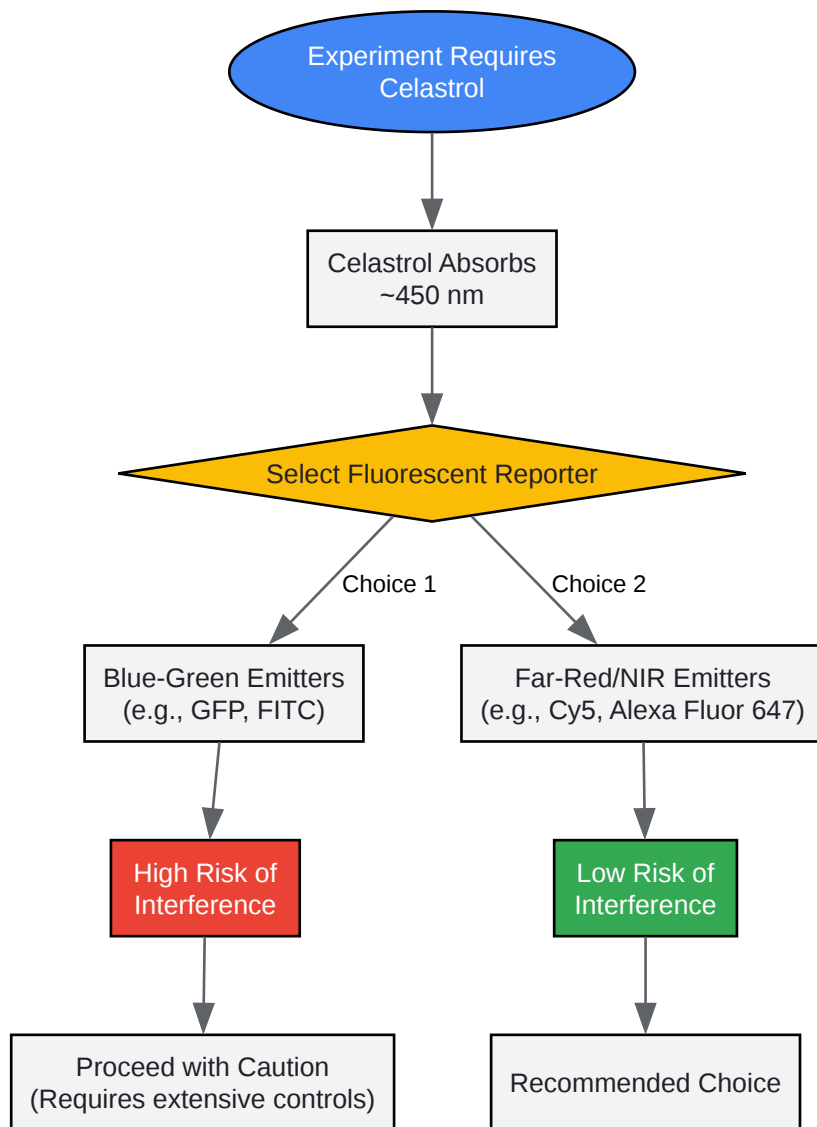 Experiment Requires
Celastrol
Celastrol Absorbs
~450 nm
Select Fluorescent Reporter
Choice 1
Choice 2
Blue-Green Emitters
(e.g., GFP, FITC)
Far-Red/NIR Emitters
(e.g., Cy5, Alexa Fluor 647)
High Risk of
Interference
Low Risk of
Interference
Proceed with Caution
(Requires extensive controls)
Recommended Choice